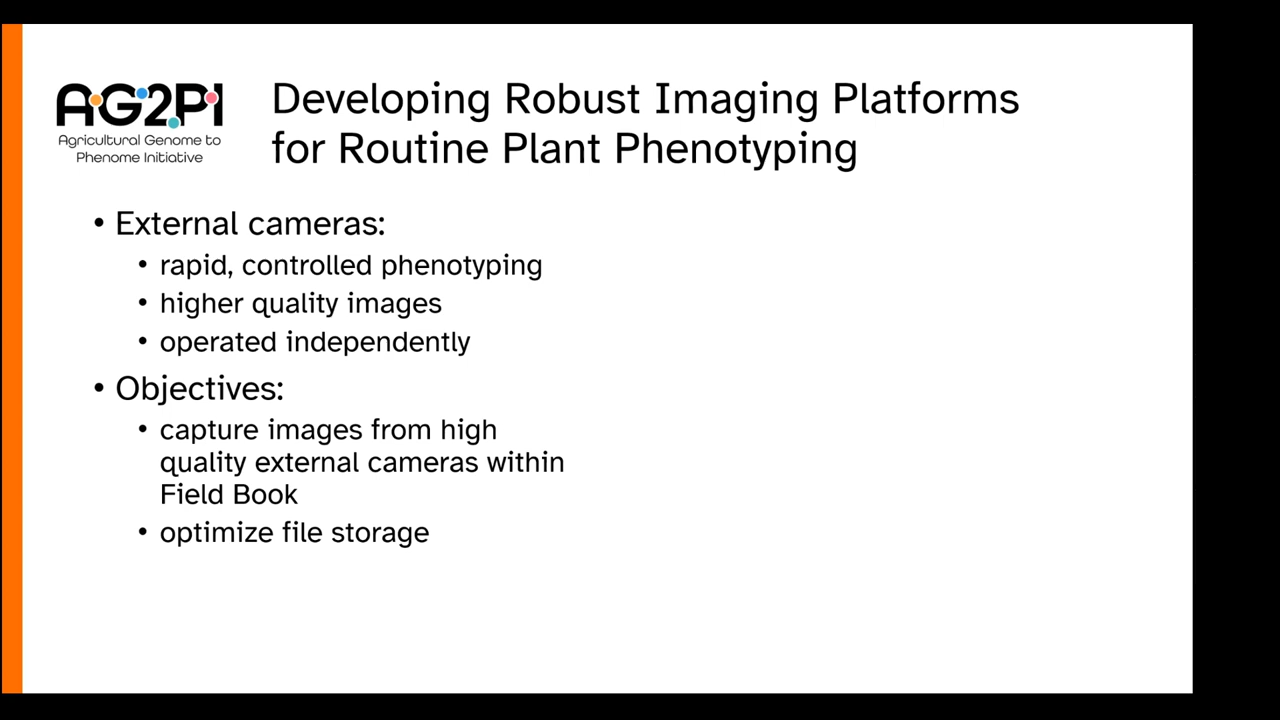 AG2PI
Agricultural Genome to
Phenome Initiative
Developing Robust Imaging Platforms
for Routine Plant Phenotyping
• External cameras:
• rapid, controlled phenotyping
• higher quality images
• operated independently
• Objectives:
• capture images from high
quality external cameras within
Field Book
• optimize file storage